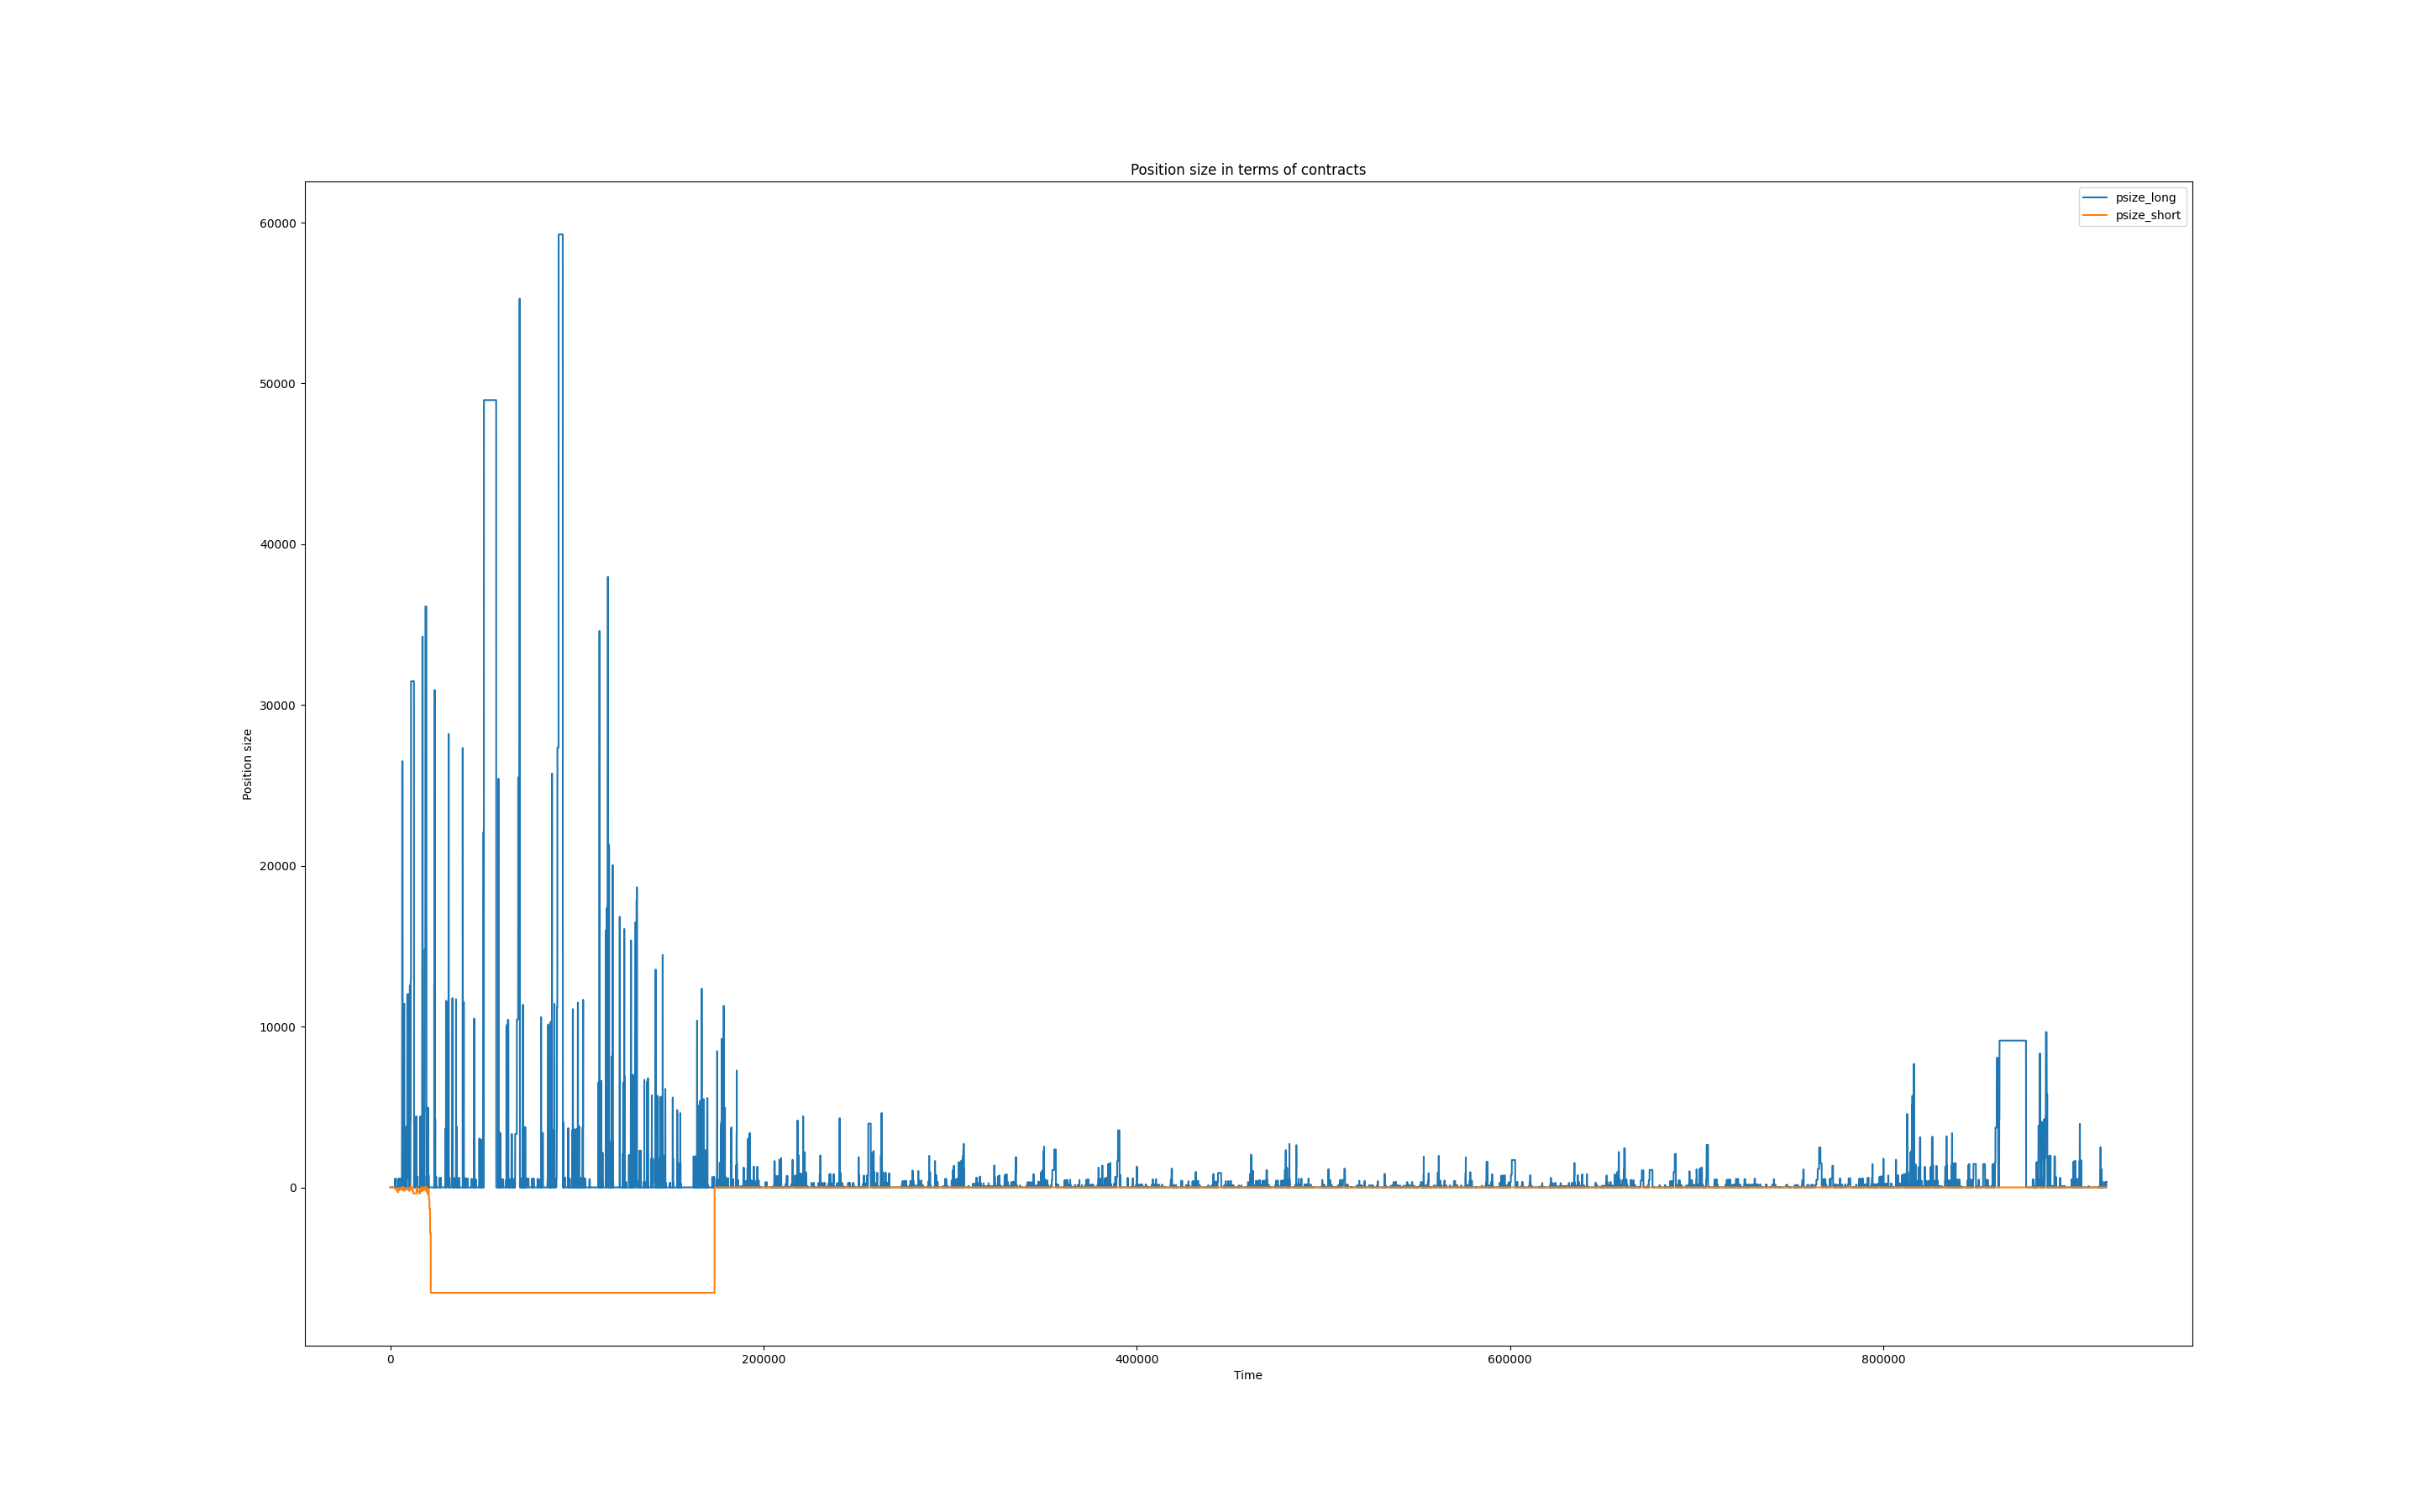 Position size in terms of contracts
psize_long
psize_short
60000
50000
40000
30000
20000
10000
0
Position size
0
200000
400000
600000
800000
Time